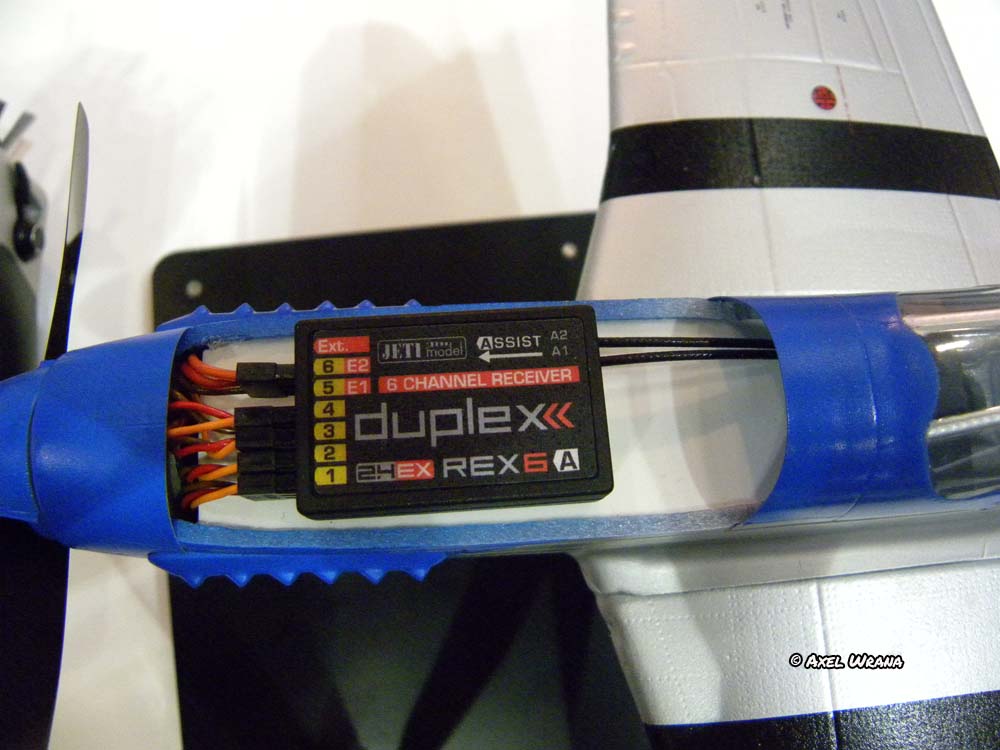 Ext.
JETI model
ASSIST A2
A1
6 E2
5 E1
6 CHANNEL RECEIVER
4
3
2
1
duplex
2.4EX REX6 A
© AXEL WRANA